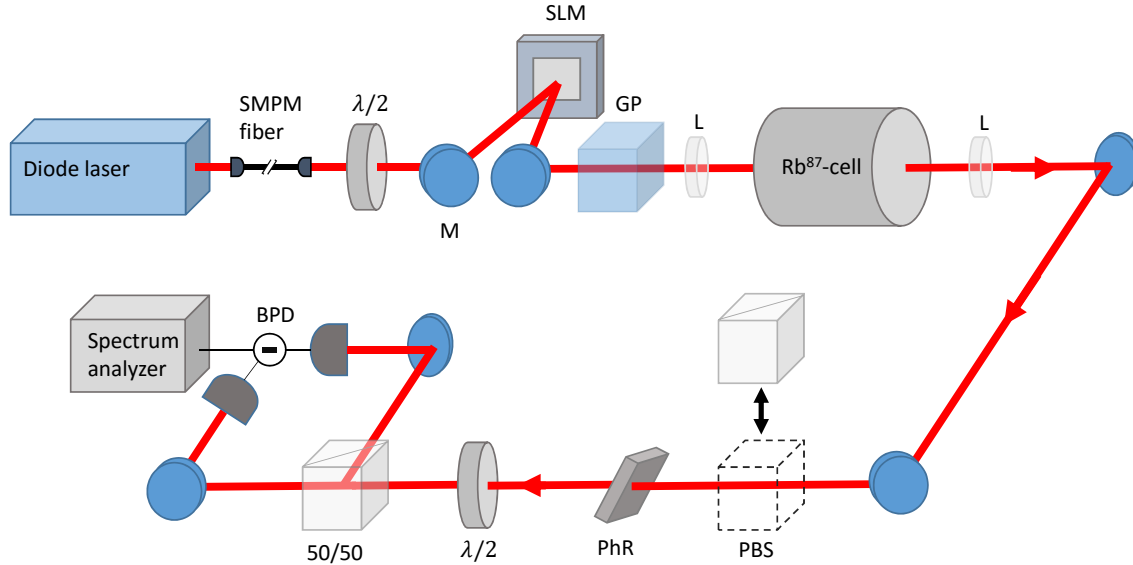 SLM
SMPM
fiber
λ/2
GP
L
L
Diode laser
Rb⁸⁷-cell
M
BPD
Spectrum
analyzer
50/50
λ/2
PhR
PBS